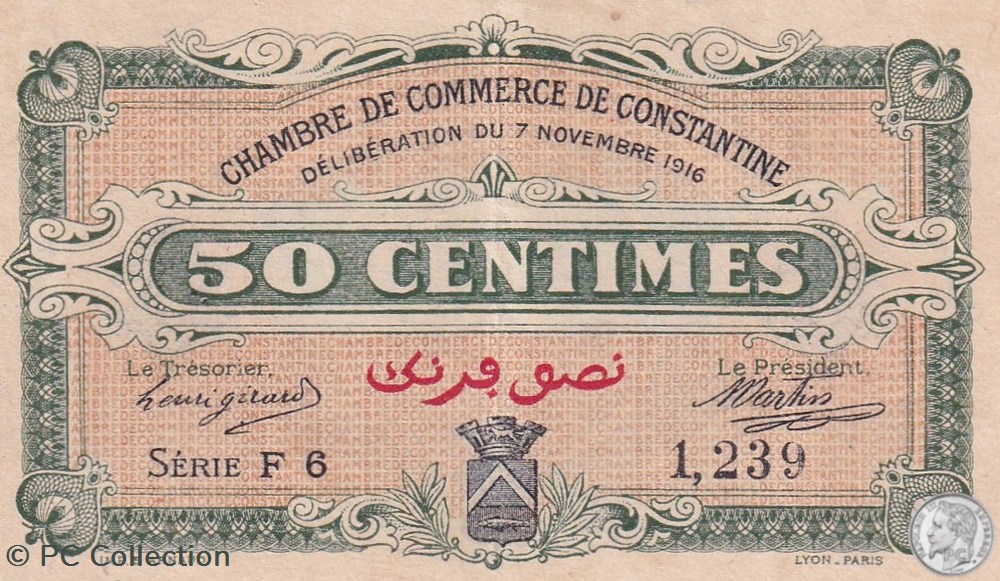 CHAMBRE DE COMMERCE DE CONSTANTINE
DÉLIBÉRATION DU 7 NOVEMBRE 1916
50 CENTIMES
Le Trésorier,
henri girard
نصف فرنك
Le Président,
Martin
SÉRIE F 6
1,239
LYON - PARIS
© PC Collection